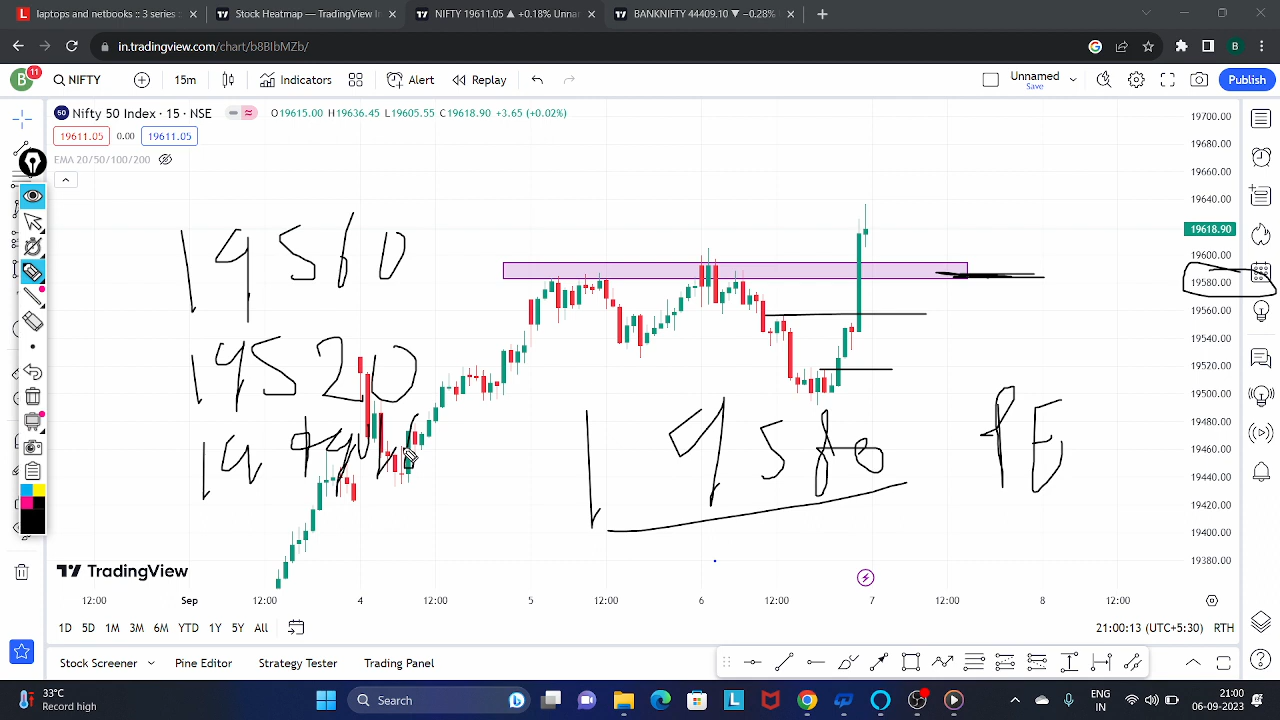 laptops and netbooks :: 3 series
Stock Heatmap — TradingView In
NIFTY 19611.05 ▲ +0.18% Unnar
BANKNIFTY 44409.10 ▼ −0.28%
in.tradingview.com/chart/b8BIbMZb/
B 11 NIFTY 15m Indicators Alert Replay Unnamed Save Publish
50 Nifty 50 Index · 15 · NSE O19615.00 H19636.45 L19605.55 C19618.90 +3.65 (+0.02%)
19611.05 0.00 19611.05
EMA 20/50/100/200
19700.00
19680.00
19660.00
19640.00
19618.90
19600.00
19580.00
19560.00
19540.00
19520.00
19500.00
19480.00
19460.00
19440.00
19420.00
19400.00
19380.00
19560
19520
19580 PE
TradingView
12:00 Sep 12:00 4 12:00 5 12:00 6 12:00 7 12:00 8 12:00
1D 5D 1M 3M 6M YTD 1Y 5Y All 21:00:13 (UTC+5:30) RTH
Stock Screener Pine Editor Strategy Tester Trading Panel
33°C
Record high
Search
ENG
IN
21:00
06-09-2023